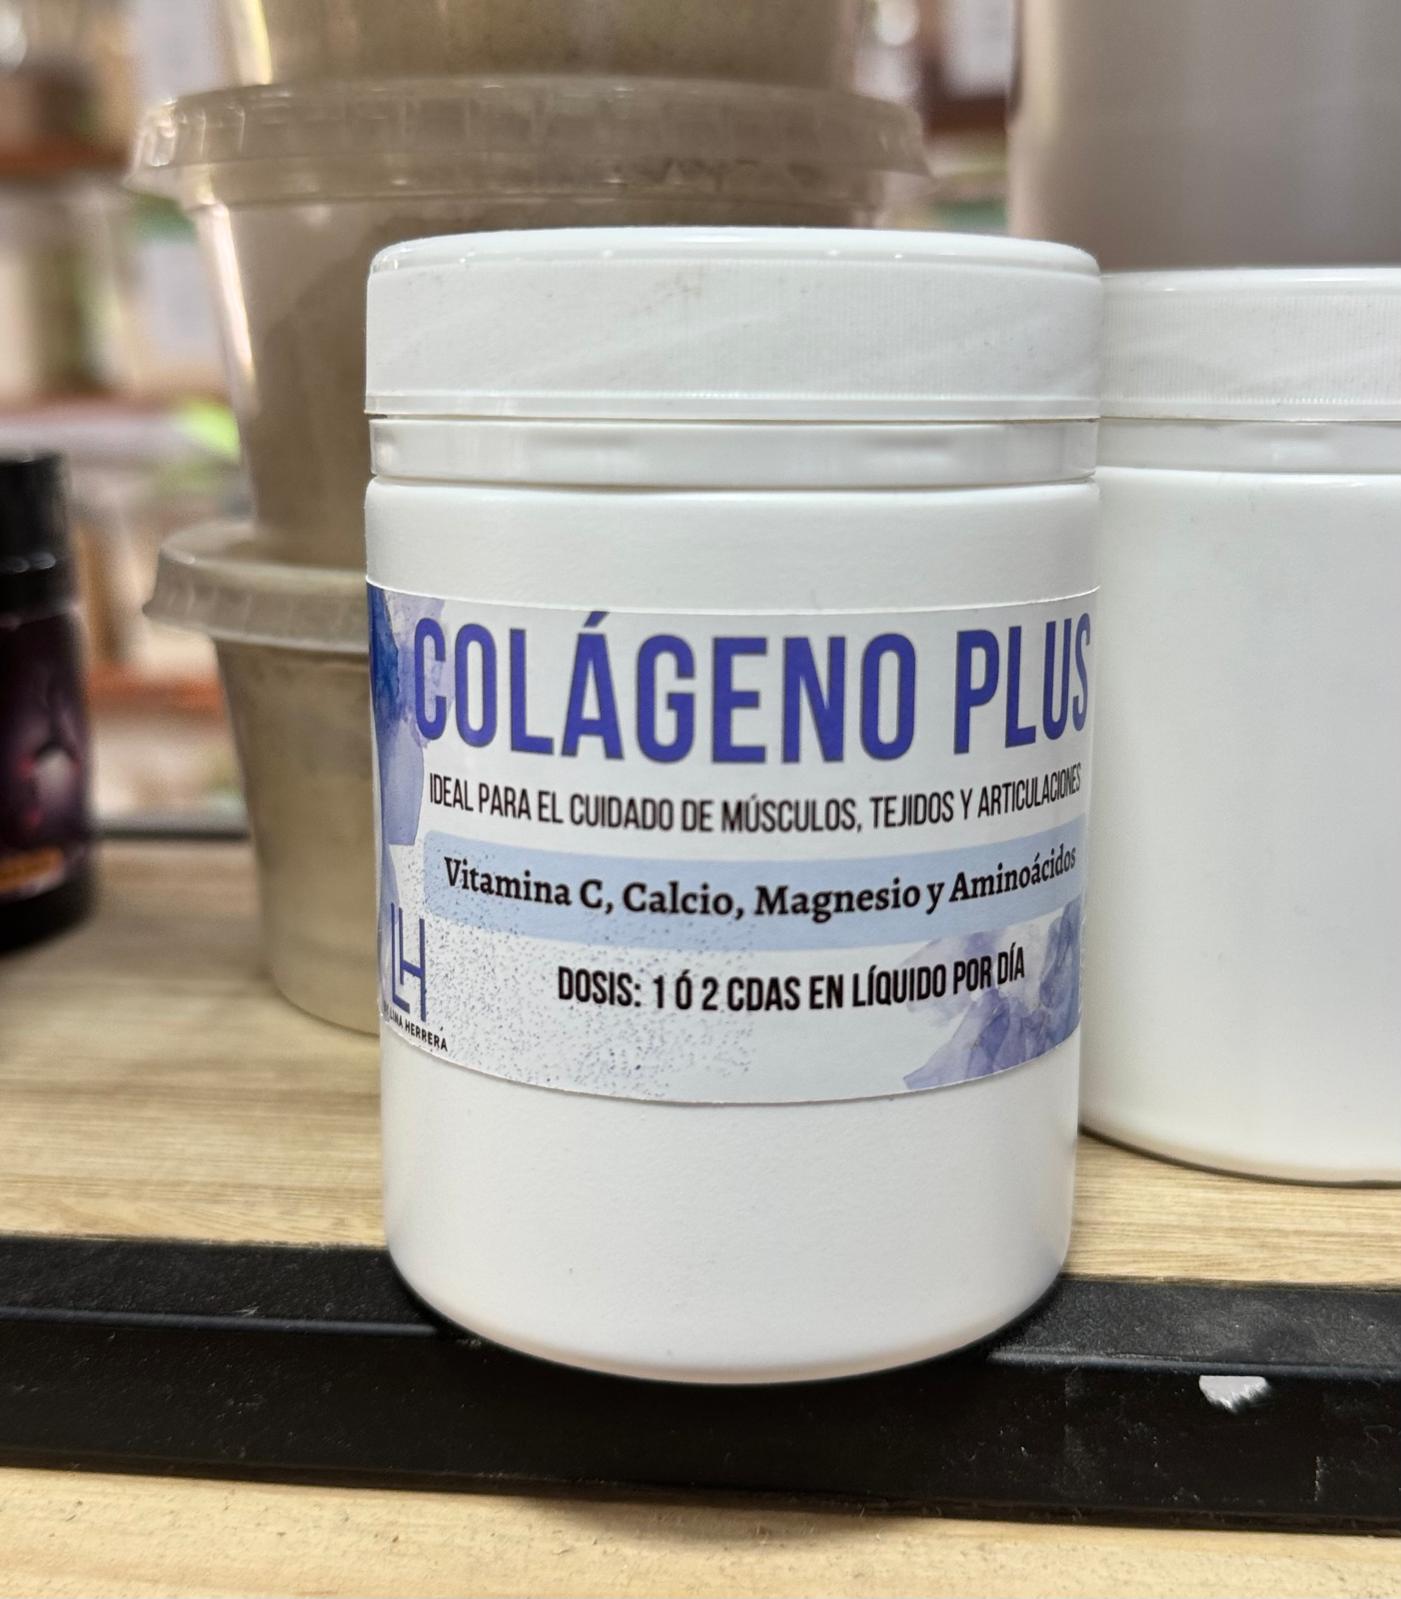 COLÁGENO PLUS
IDEAL PARA EL CUIDADO DE MÚSCULOS, TEJIDOS Y ARTICULACIONES
Vitamina C, Calcio, Magnesio y Aminoácidos
DOSIS: 1 Ó 2 CDAS EN LÍQUIDO POR DÍA
LH
HERRERA